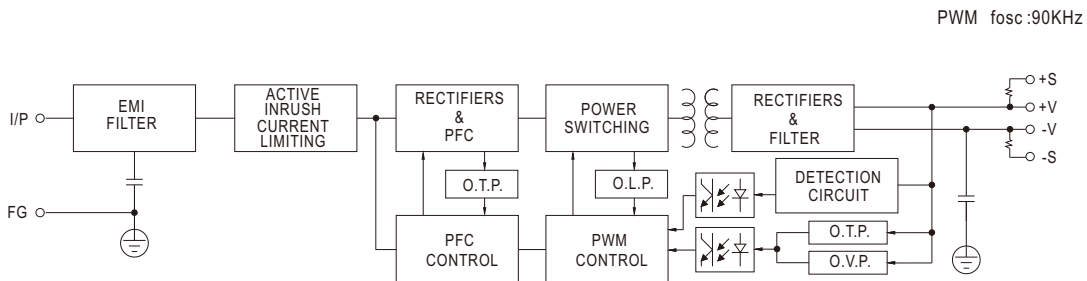 PWM fosc :90KHz
I/P
EMI
FILTER
ACTIVE
INRUSH
CURRENT
LIMITING
RECTIFIERS
&
PFC
POWER
SWITCHING
RECTIFIERS
&
FILTER
+S
+V
-V
-S
O.T.P.
O.L.P.
DETECTION
CIRCUIT
FG
PFC
CONTROL
PWM
CONTROL
O.T.P.
O.V.P.